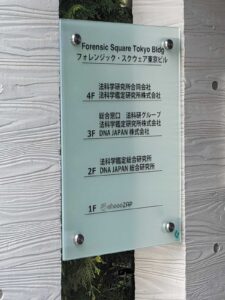 Forensic Square Tokyo Bldg
フォレンジック・スクウェア東京ビル
法科学研究所合同会社
4F 法科学鑑定研究所株式会社
総合窓口 法科研グループ
法科学鑑定研究所株式会社
3F DNA JAPAN 株式会社
法科学鑑定総合研究所
2F DNA JAPAN 総合研究所
1F chocoZAP